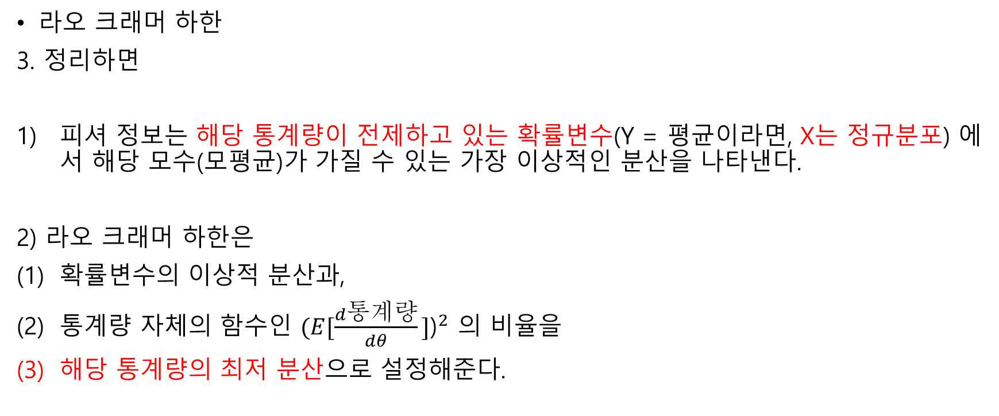 • 라오 크래머 하한
3. 정리하면
1) 피셔 정보는 해당 통계량이 전제하고 있는 확률변수(Y = 평균이라면, X는 정규분포) 에
서 해당 모수(모평균)가 가질 수 있는 가장 이상적인 분산을 나타낸다.
2) 라오 크래머 하한은
(1) 확률변수의 이상적 분산과,
(2) 통계량 자체의 함수인 (E[\frac{d통계량}{dθ}])² 의 비율을
(3) 해당 통계량의 최저 분산으로 설정해준다.